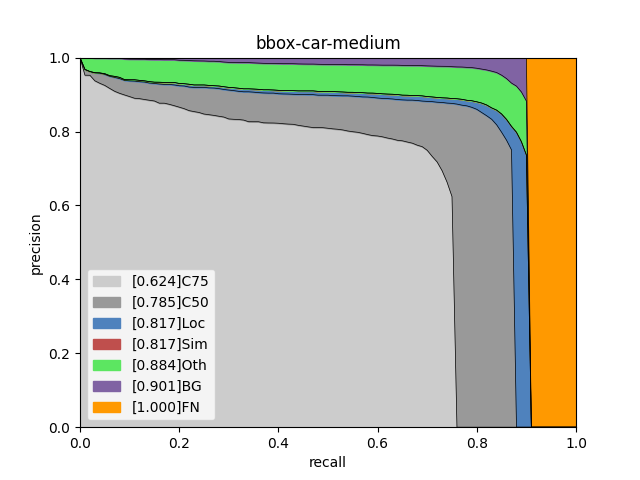 bbox-car-medium
1.0
0.8
0.6
0.4
0.2
0.0
precision
[0.624]C75
[0.785]C50
[0.817]Loc
[0.817]Sim
[0.884]Oth
[0.901]BG
[1.000]FN
0.0 0.2 0.4 0.6 0.8 1.0
recall